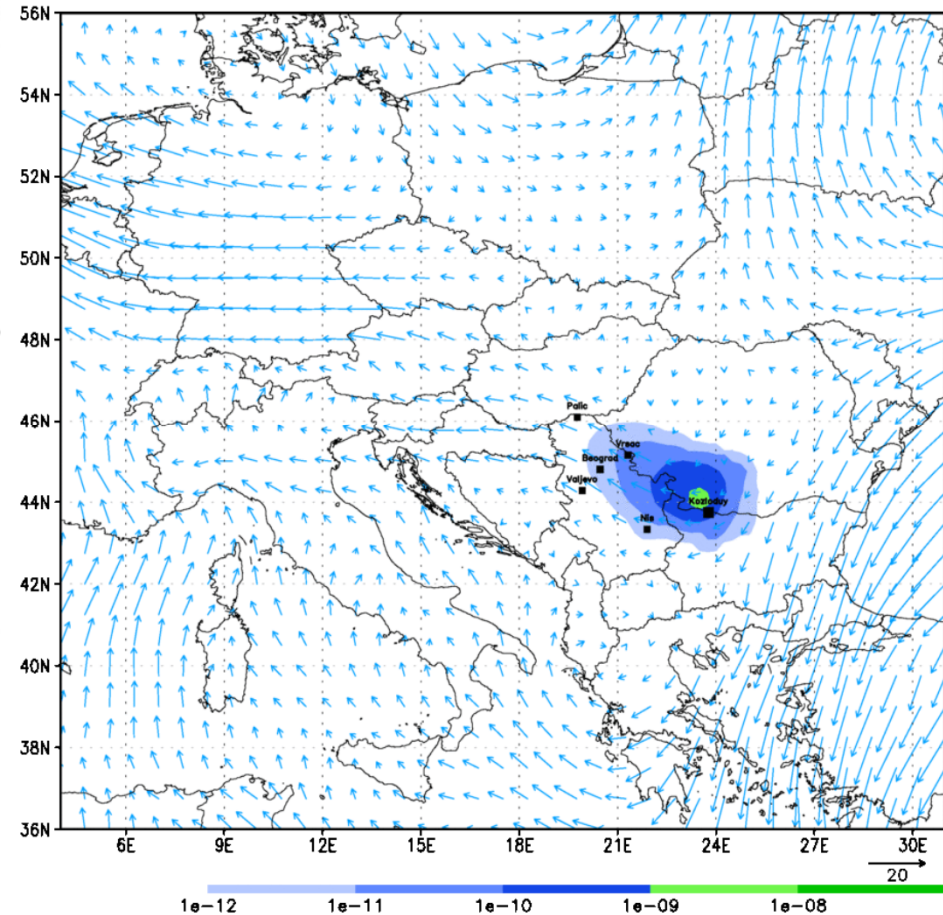 56N
54N
52N
50N
48N
46N
44N
42N
40N
38N
36N
Palic
Vrsac
Beograd
Valjevo
Kozloduy
Nis
6E 9E 12E 15E 18E 21E 24E 27E 30E
20
1e-12 1e-11 1e-10 1e-09 1e-08